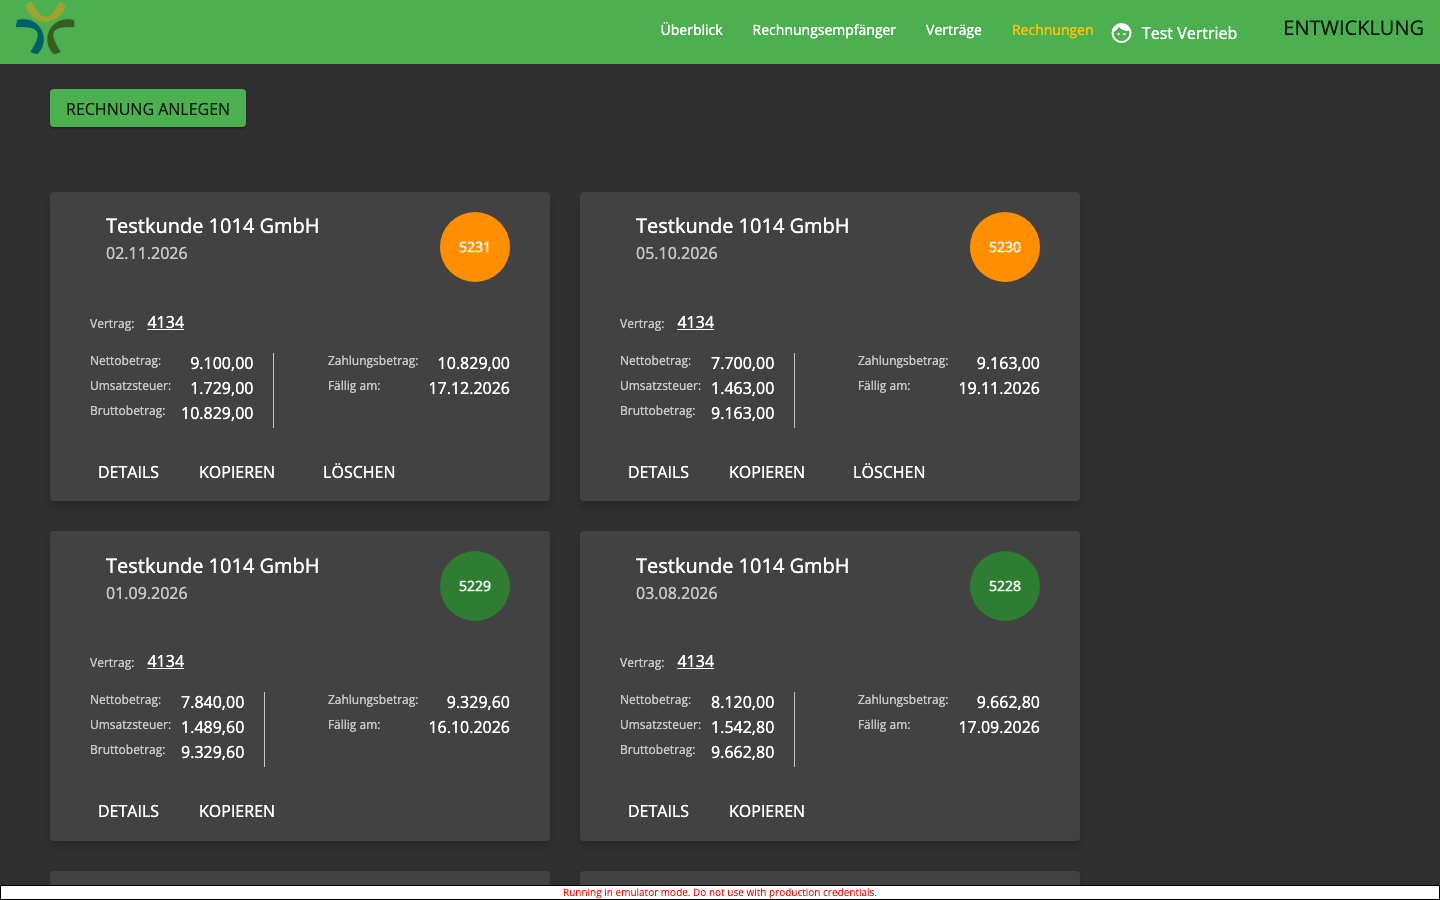 Überblick Rechnungsempfänger Verträge Rechnungen Test Vertrieb ENTWICKLUNG
RECHNUNG ANLEGEN
Testkunde 1014 GmbH
02.11.2026
5231
Vertrag: 4134
Nettobetrag: 9.100,00 Zahlungsbetrag: 10.829,00
Umsatzsteuer: 1.729,00 Fällig am: 17.12.2026
Bruttobetrag: 10.829,00
DETAILS KOPIEREN LÖSCHEN
Testkunde 1014 GmbH
05.10.2026
5230
Vertrag: 4134
Nettobetrag: 7.700,00 Zahlungsbetrag: 9.163,00
Umsatzsteuer: 1.463,00 Fällig am: 19.11.2026
Bruttobetrag: 9.163,00
DETAILS KOPIEREN LÖSCHEN
Testkunde 1014 GmbH
01.09.2026
5229
Vertrag: 4134
Nettobetrag: 7.840,00 Zahlungsbetrag: 9.329,60
Umsatzsteuer: 1.489,60 Fällig am: 16.10.2026
Bruttobetrag: 9.329,60
DETAILS KOPIEREN
Testkunde 1014 GmbH
03.08.2026
5228
Vertrag: 4134
Nettobetrag: 8.120,00 Zahlungsbetrag: 9.662,80
Umsatzsteuer: 1.542,80 Fällig am: 17.09.2026
Bruttobetrag: 9.662,80
DETAILS KOPIEREN
Running in emulator mode. Do not use with production credentials.